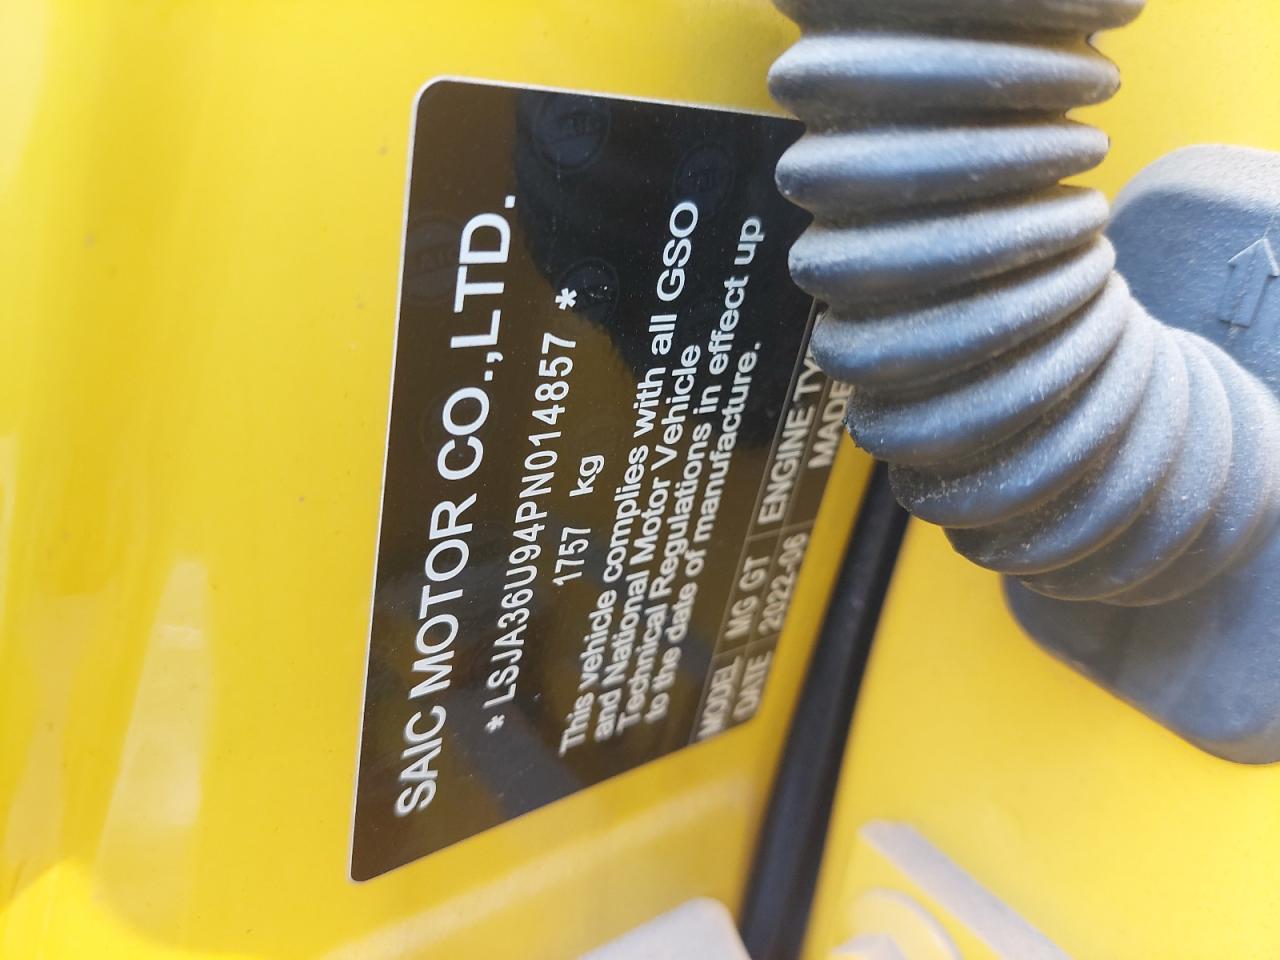 SAIC MOTOR CO.,LTD.
* LSJA36U94PN014857 *
1757 kg
This vehicle complies with all GSO
and National Motor Vehicle
Technical Regulations in effect up
to the date of manufacture.
MODEL MG GT ENGINE
DATE 2022-06 MADE